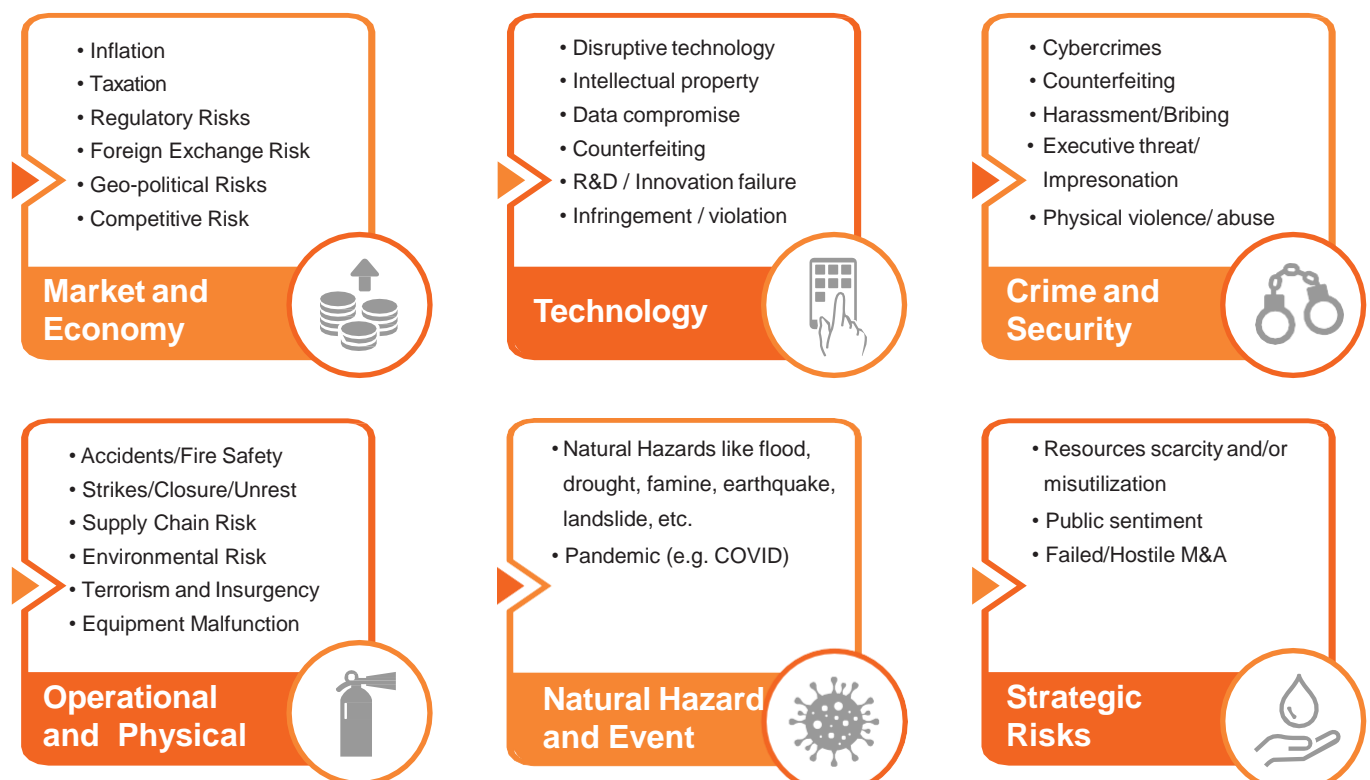 • Inflation
• Taxation
• Regulatory Risks
• Foreign Exchange Risk
• Geo-political Risks
• Competitive Risk
Market and
Economy
• Disruptive technology
• Intellectual property
• Data compromise
• Counterfeiting
• R&D / Innovation failure
• Infringement / violation
Technology
• Cybercrimes
• Counterfeiting
• Harassment/Bribing
• Executive threat/
Impresonation
• Physical violence/ abuse
Crime and
Security
• Accidents/Fire Safety
• Strikes/Closure/Unrest
• Supply Chain Risk
• Environmental Risk
• Terrorism and Insurgency
• Equipment Malfunction
Operational
and Physical
• Natural Hazards like flood,
drought, famine, earthquake,
landslide, etc.
• Pandemic (e.g. COVID)
Natural Hazard
and Event
• Resources scarcity and/or
misutilization
• Public sentiment
• Failed/Hostile M&A
Strategic
Risks